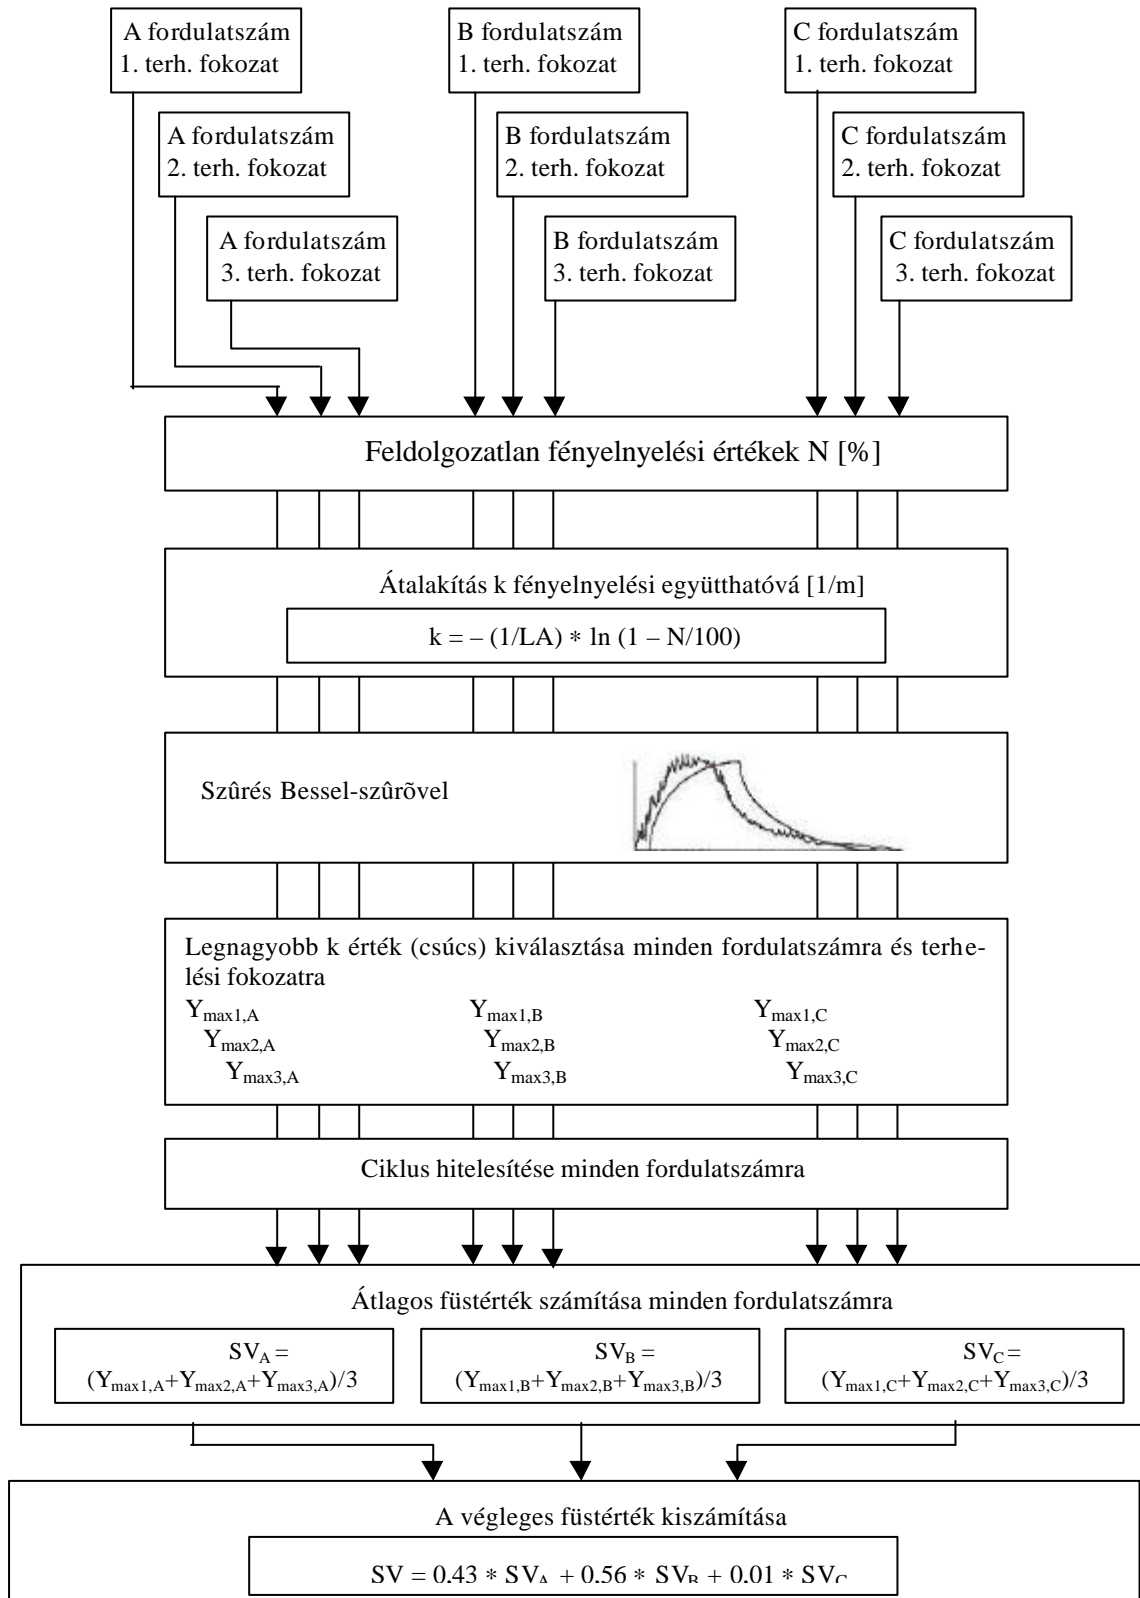 A fordulatszám
1. terh. fokozat
B fordulatszám
1. terh. fokozat
C fordulatszám
1. terh. fokozat
A fordulatszám
2. terh. fokozat
B fordulatszám
2. terh. fokozat
C fordulatszám
2. terh. fokozat
A fordulatszám
3. terh. fokozat
B fordulatszám
3. terh. fokozat
C fordulatszám
3. terh. fokozat
Feldolgozatlan fényelnyelési értékek N [%]
Átalakítás k fényelnyelési együtthatóvá [1/m]
k = – (1/LA) * ln (1 – N/100)
Szûrés Bessel-szûrõvel
Legnagyobb k érték (csúcs) kiválasztása minden fordulatszámra és terhe-
lési fokozatra
Ymax1,A Ymax1,B Ymax1,C
Ymax2,A Ymax2,B Ymax2,C
Ymax3,A Ymax3,B Ymax3,C
Ciklus hitelesítése minden fordulatszámra
Átlagos füstérték számítása minden fordulatszámra
SVA =
(Ymax1,A+Ymax2,A+Ymax3,A)/3
SVB =
(Ymax1,B+Ymax2,B+Ymax3,B)/3
SVC =
(Ymax1,C+Ymax2,C+Ymax3,C)/3
A végleges füstérték kiszámítása
SV = 0,43 * SVA + 0,56 * SVB + 0,01 * SVC